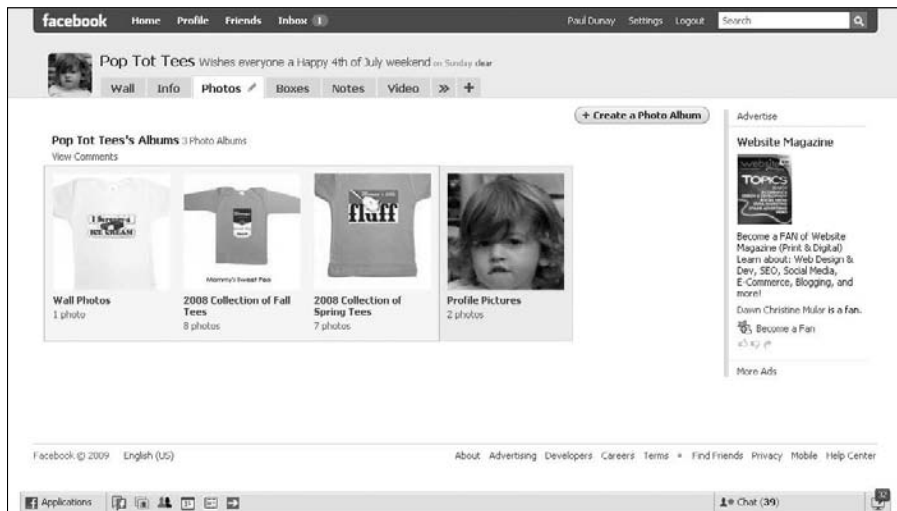 facebook Home Profile Friends Inbox 1 Paul Dunay Settings Logout Search
Pop Tot Tees Wishes everyone a Happy 4th of July weekend on Sunday clear
Wall Info Photos Boxes Notes Video » +
+ Create a Photo Album
Advertise
Pop Tot Tees's Albums 3 Photo Albums
View Comments
Website Magazine
website
TOPICS
I Scream
ICE CREAM
fluff
Mommy's Sweet Pea
Wall Photos
1 photo
2008 Collection of Fall
Tees
8 photos
2008 Collection of
Spring Tees
7 photos
Profile Pictures
2 photos
Become a FAN of Website
Magazine (Print & Digital)
Learn about: Web Design &
Dev, SEO, Social Media,
E-Commerce, Blogging, and
more!
Dawn Christine Mular is a fan.
Become a Fan
More Ads
Facebook © 2009 English (US) About Advertising Developers Careers Terms • Find Friends Privacy Mobile Help Center
Applications 31 Chat (39) 32